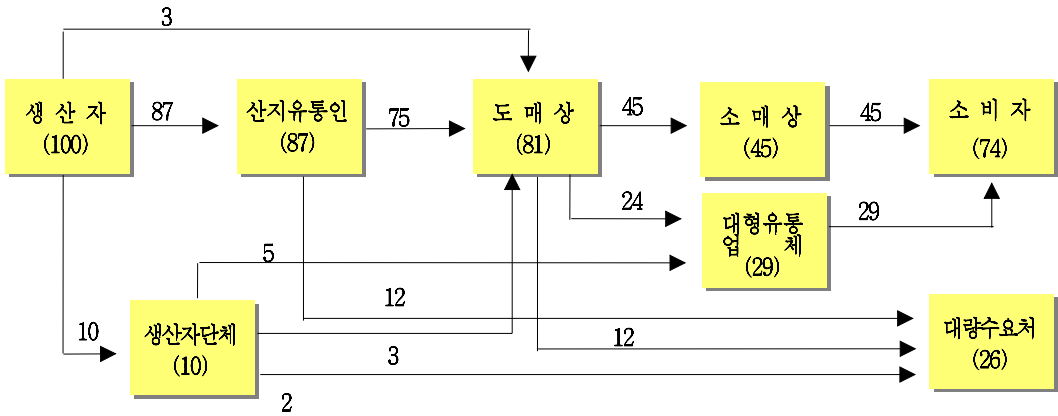 3
생 산 자
(100)
87
산지유통인
(87)
75
도 매 상
(81)
45
소 매 상
(45)
45
소 비 자
(74)
24
대형유통
업 체
(29)
29
5
12
10
생산자단체
(10)
3
12
2
대량수요처
(26)